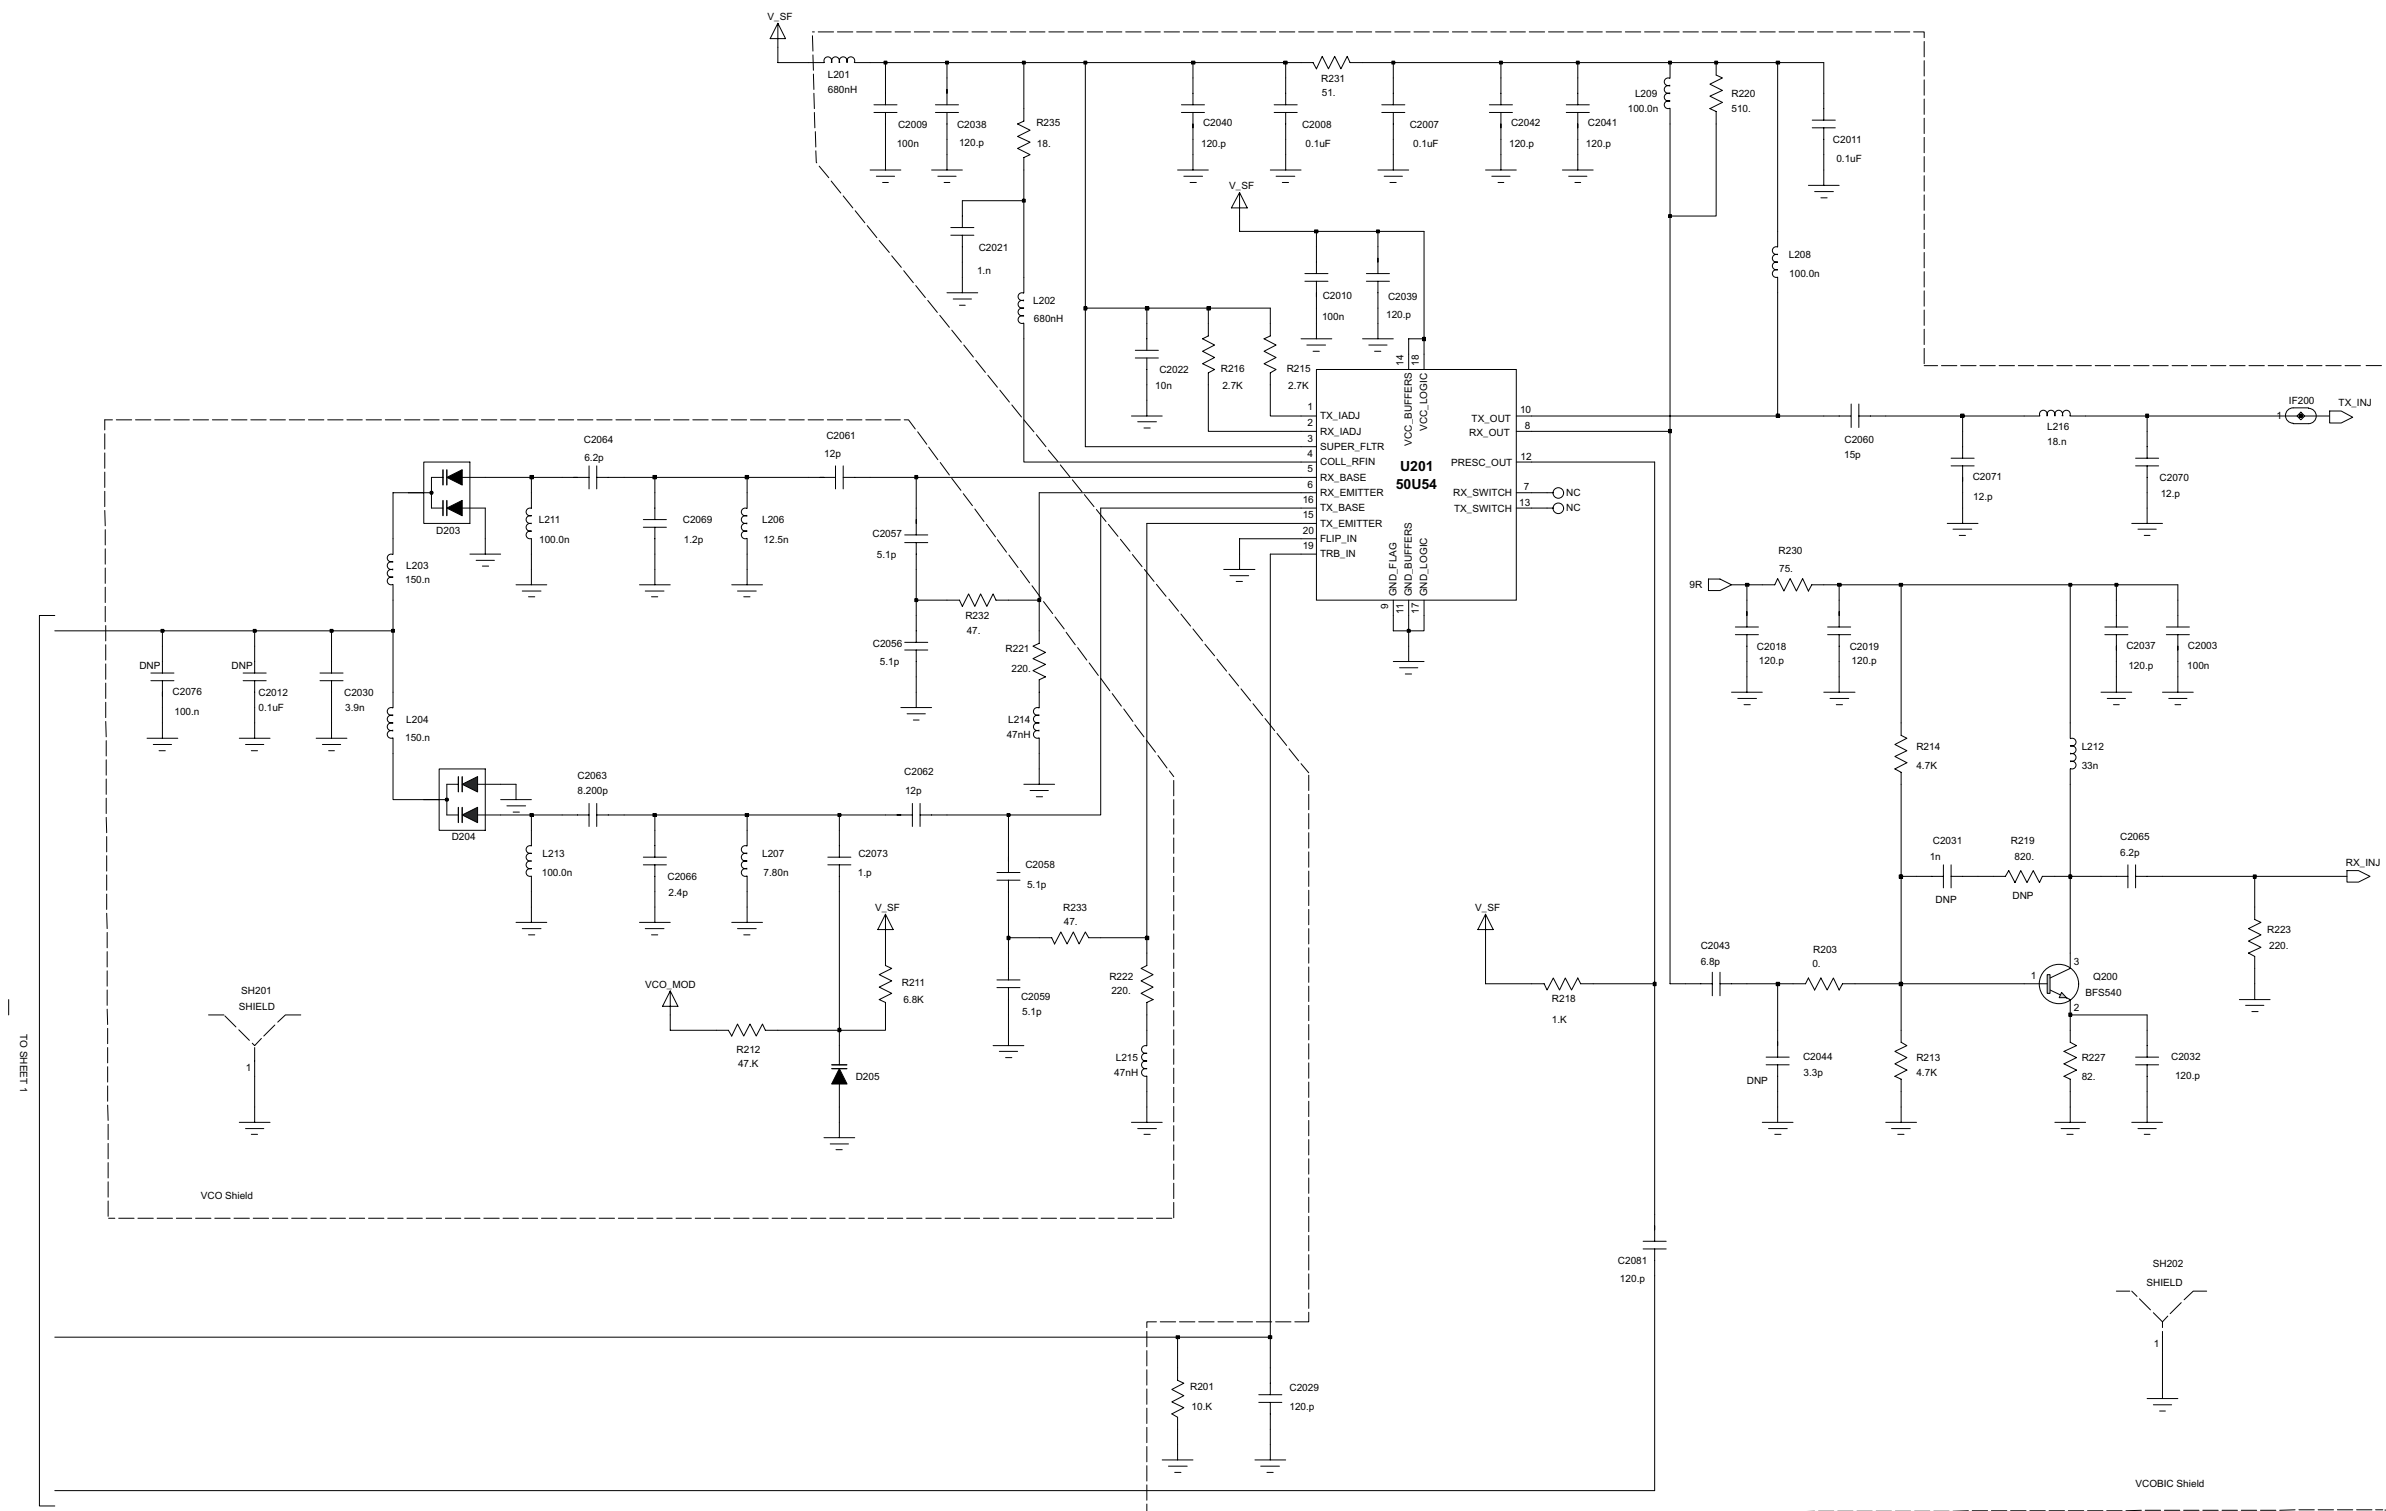 V_SF
L201
680nH
C2009
100n
C2038
120.p
R235
18.
C2040
120.p
C2008
0.1uF
R231
51.
C2007
0.1uF
C2042
120.p
C2041
120.p
L209
100.0n
R220
510.
C2011
0.1uF
C2021
1.n
L202
680nH
V_SF
C2010
100n
C2039
120.p
L208
100.0n
C2022
10n
R216
2.7K
R215
2.7K
14
18
VCC_BUFFERS
VCC_LOGIC
1
TX_IADJ
2
RX_IADJ
3
SUPER_FLTR
4
COLL_RFIN
5
RX_BASE
6
RX_EMITTER
16
TX_BASE
15
TX_EMITTER
20
FLIP_IN
19
TRB_IN
U201
50U54
TX_OUT
10
RX_OUT
8
PRESC_OUT
12
RX_SWITCH
7
NC
TX_SWITCH
13
NC
GND_FLAG
GND_BUFFERS
GND_LOGIC
9
11
17
C2060
15p
C2071
12.p
L216
18.n
C2070
12.p
1
IF200
TX_INJ
D203
L211
100.0n
C2064
6.2p
C2069
1.2p
L206
12.5n
C2061
12p
C2057
5.1p
R232
47.
C2056
5.1p
R221
220.
L214
47nH
L203
150.n
DNP
C2076
100.n
DNP
C2012
0.1uF
C2030
3.9n
L204
150.n
D204
L213
100.0n
C2063
8.200p
C2066
2.4p
L207
7.80n
C2073
1.p
C2062
12p
C2058
5.1p
R233
47.
C2059
5.1p
R222
220.
L215
47nH
V_SF
R211
6.8K
VCO_MOD
R212
47.K
D205
SH201
SHIELD
1
VCO Shield
TO SHEET 1
9R
R230
75.
C2018
120.p
C2019
120.p
C2037
120.p
C2003
100n
R214
4.7K
L212
33n
C2031
1n
DNP
R219
820.
DNP
C2065
6.2p
RX_INJ
R223
220.
V_SF
R218
1.K
C2043
6.8p
R203
0.
1
3
Q200
BFS540
2
DNP
C2044
3.3p
R213
4.7K
R227
82.
C2032
120.p
C2081
120.p
SH202
SHIELD
1
R201
10.K
C2029
120.p
VCOBIC Shield